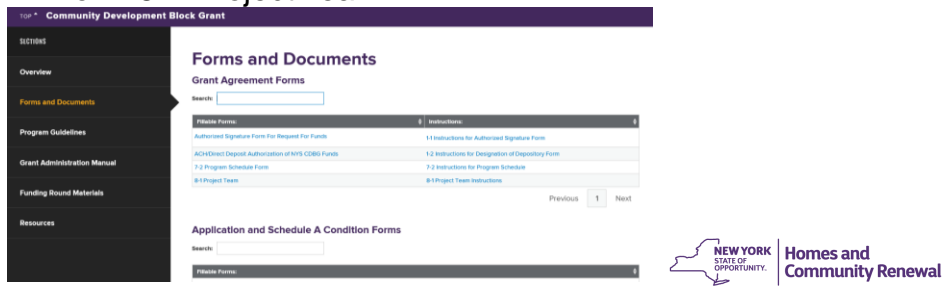 TOP ^ Community Development Block Grant
SECTIONS
Overview
Forms and Documents
Program Guidelines
Grant Administration Manual
Funding Round Materials
Resources
Forms and Documents
Grant Agreement Forms
Search:
Fillable Forms: Instructions:
Authorized Signature Form For Request For Funds 1-1 Instructions for Authorized Signature Form
ACH/Direct Deposit Authorization of NYS CDBG Funds 1-2 Instructions for Designation of Depository Form
7-2 Program Schedule Form 7-2 Instructions for Program Schedule
8-1 Project Team 8-1 Project Team Instructions
Previous 1 Next
Application and Schedule A Condition Forms
Search:
Fillable Forms:
NEW YORK
STATE OF
OPPORTUNITY.
Homes and
Community Renewal